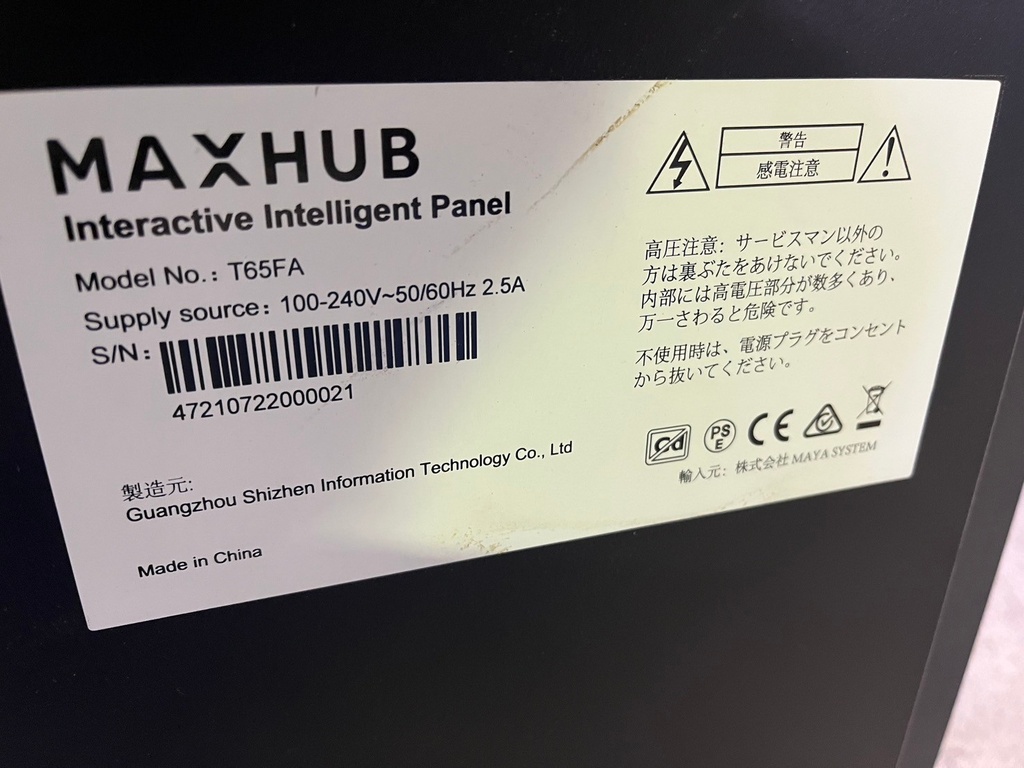 MAXHUB
Interactive Intelligent Panel
Model No.: T65FA
Supply source: 100-240V~50/60Hz 2.5A
S/N:
47210722000021
製造元:
Guangzhou Shizhen Information Technology Co., Ltd
Made in China
警告
感電注意
高圧注意: サービスマン以外の
方は裏ぶたをあけないでください。
内部には高電圧部分が数多くあり、
万一さわると危険です。
不使用時は、電源プラグをコンセント
から抜いてください。
Cd
PS
E
CE
輸入元: 株式会社 MAYA SYSTEM